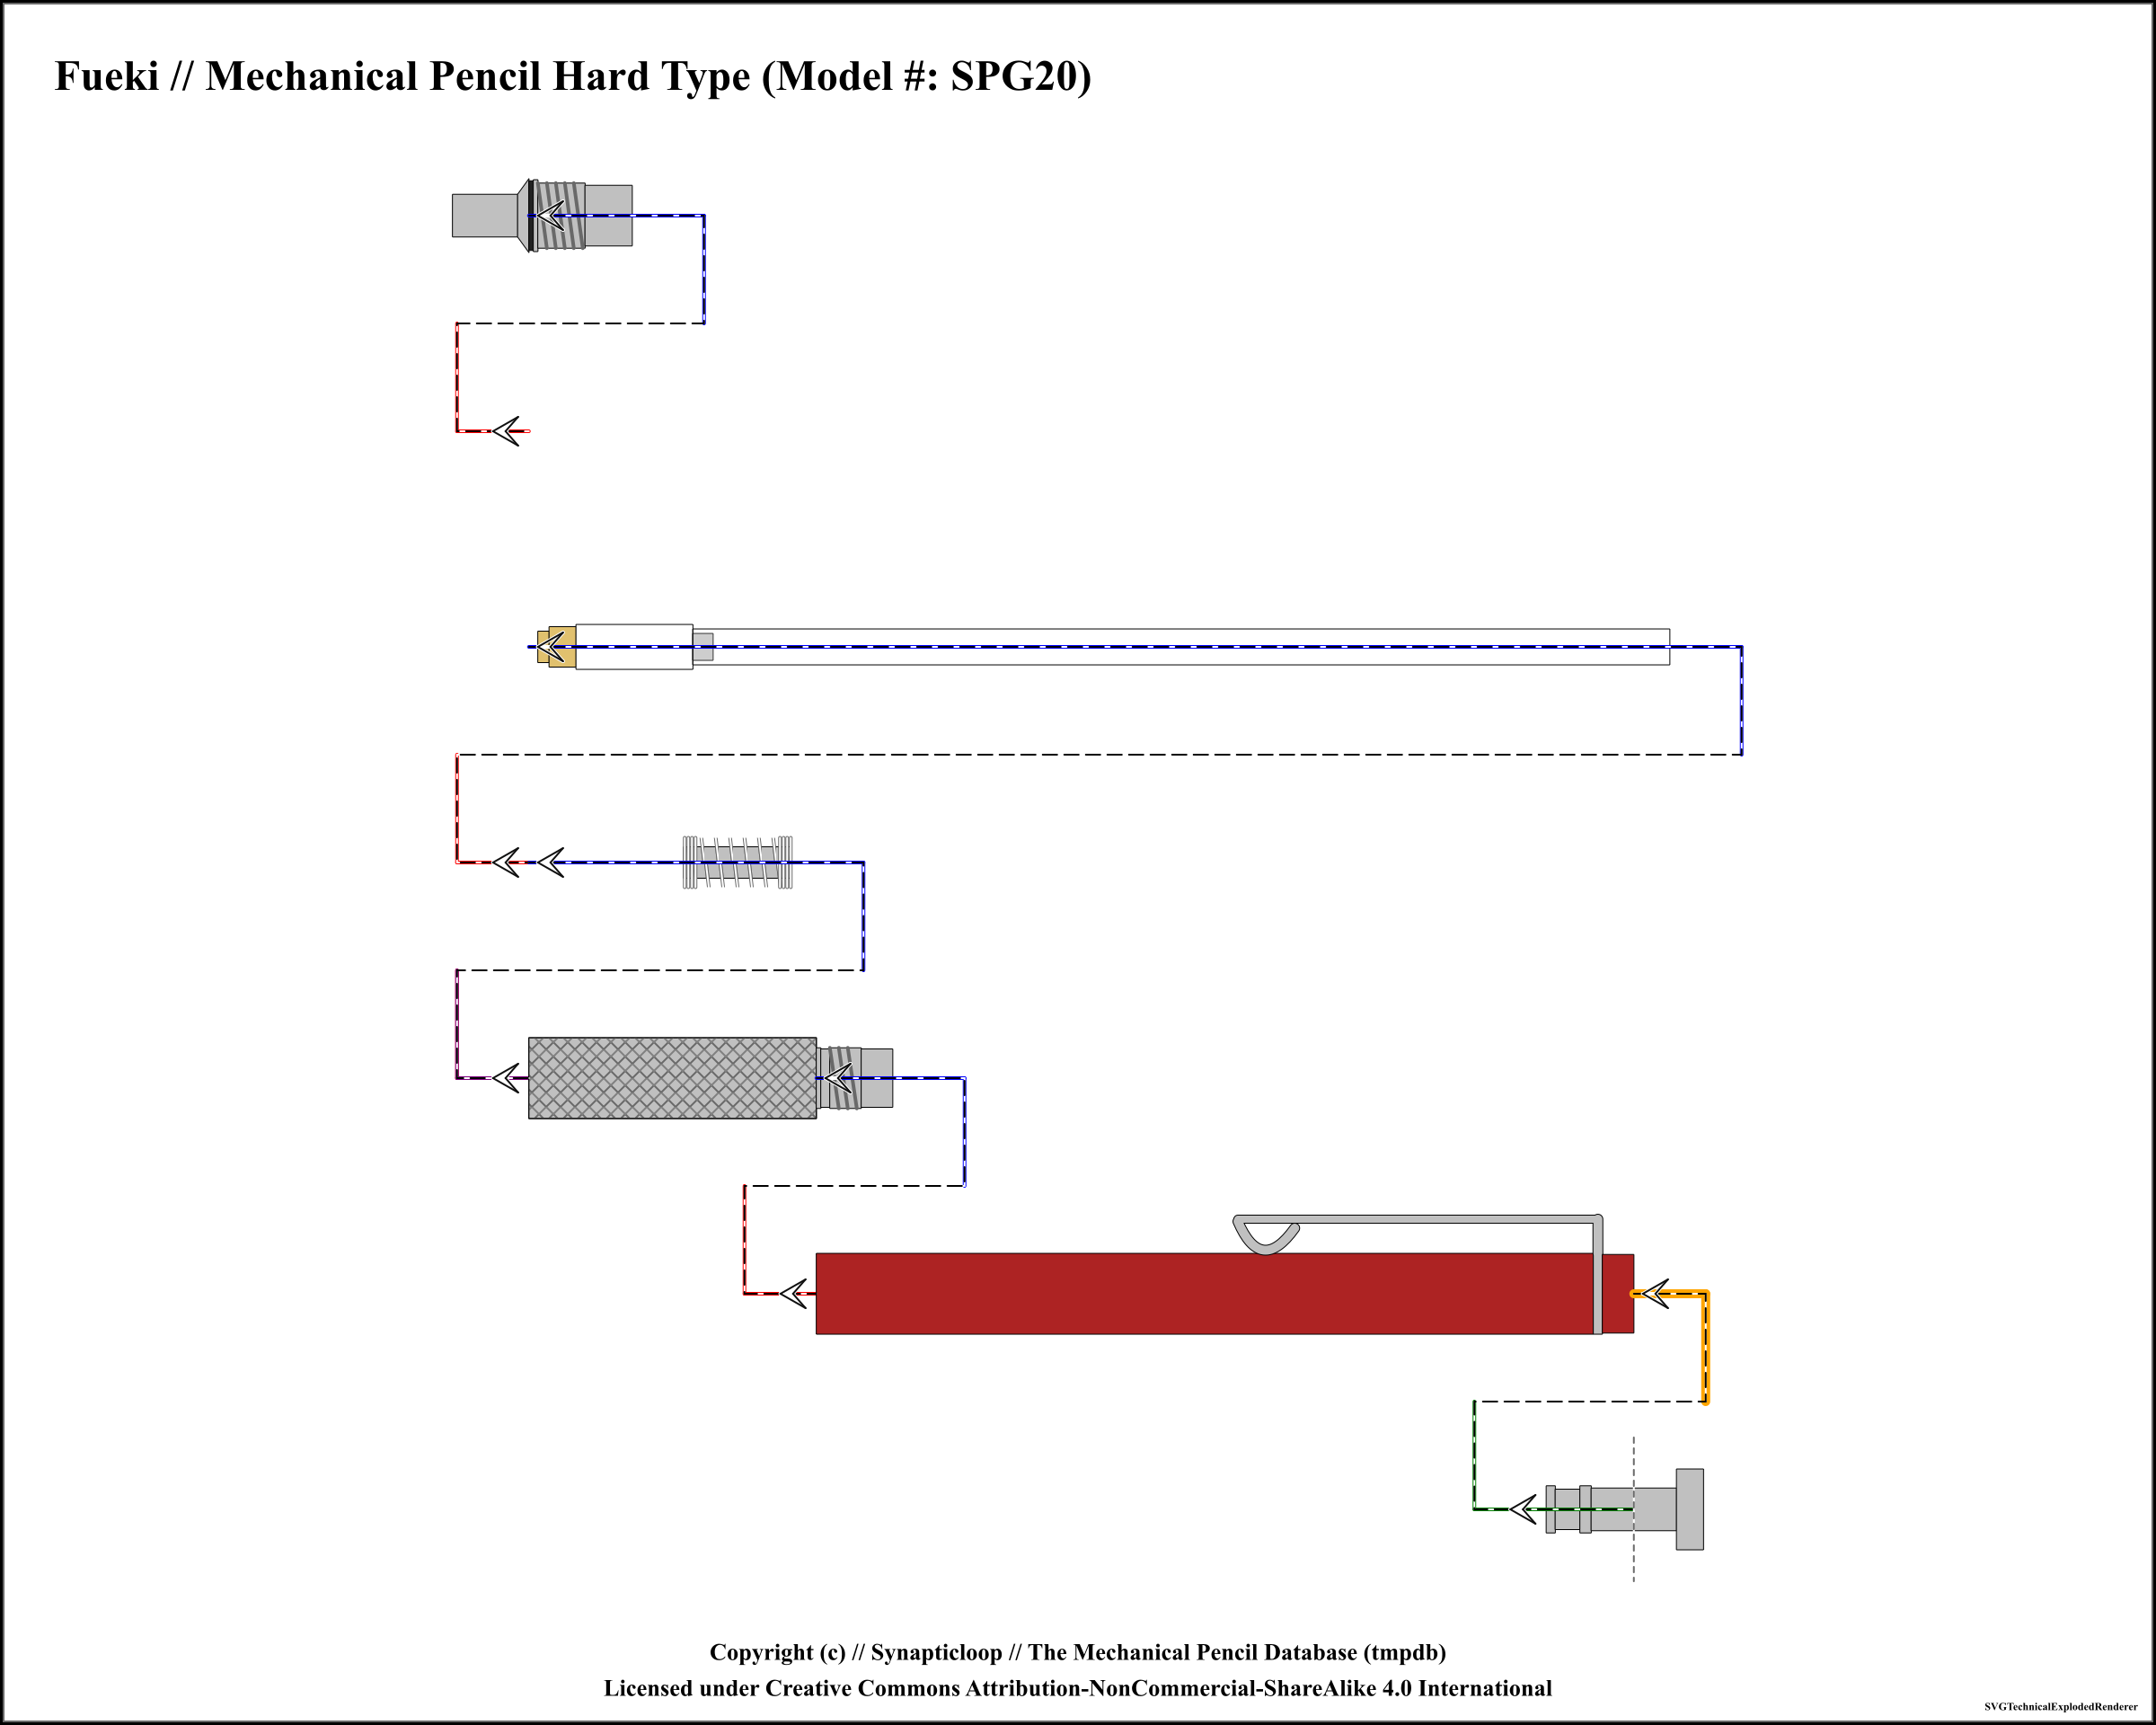 Fueki // Mechanical Pencil Hard Type (Model #: SPG20)
Copyright (c) // Synapticloop // The Mechanical Pencil Database (tmpdb)
Licensed under Creative Commons Attribution-NonCommercial-ShareAlike 4.0 International
SVGTechnicalExplodedRenderer